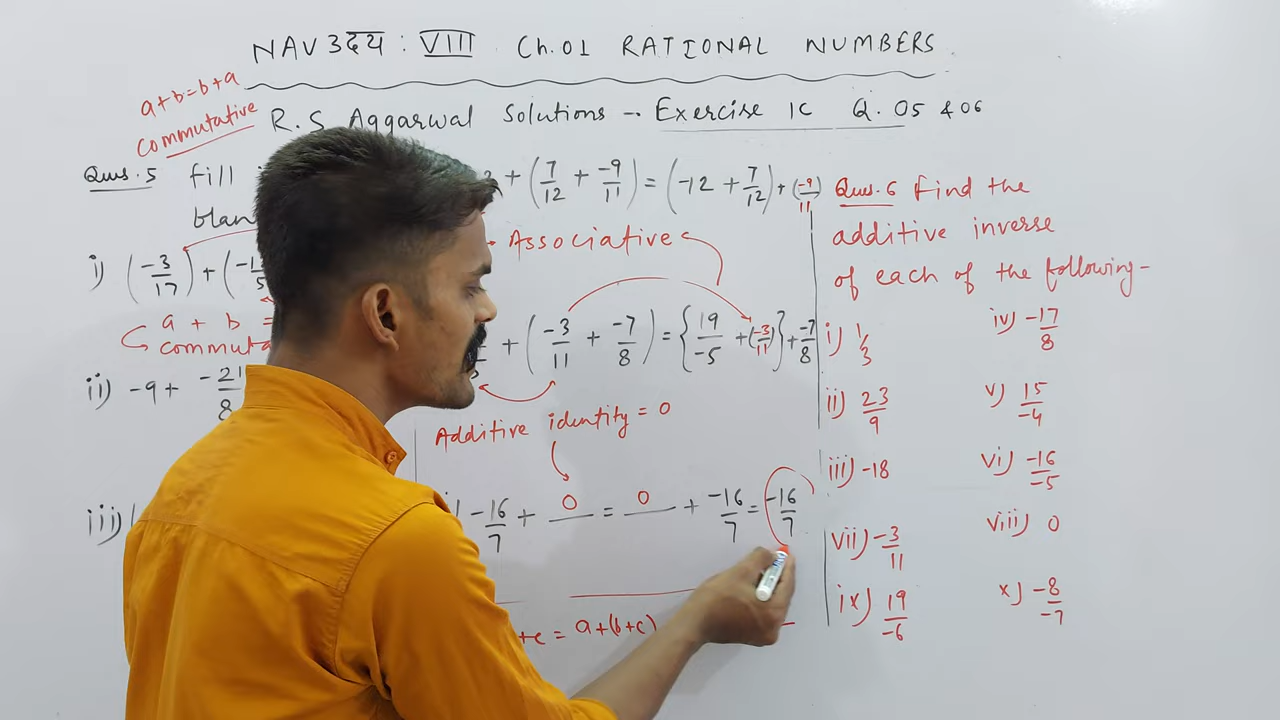 NAV उदय : VIII Ch.01 RATIONAL NUMBERS
a+b=b+a
commutative
R.S Aggarwal Solutions -- Exercise 1C Q. 05 & 06
Ques.5 fill
blan
+ (7/12 + -9/11) = (-12 + 7/12) + (-9/11)
Associative
i) (-3/17) + (-1
a + b =
commuta
+ (-3/11 + -7/8) = {19/-5 + (-3/11)} + -7/8
ii) -9 + -21/8
Additive identity = 0
iii)
-16/7 + 0 = 0 + -16/7 = -16/7
+c = a+(b+c)
Ques.6 find the
additive inverse
of each of the following-
i) 1/3
iv) -17/8
ii) 23/9
v) 15/-4
iii) -18
vi) -16/-5
vii) -3/11
viii) 0
ix) 19/-6
x) -8/-7